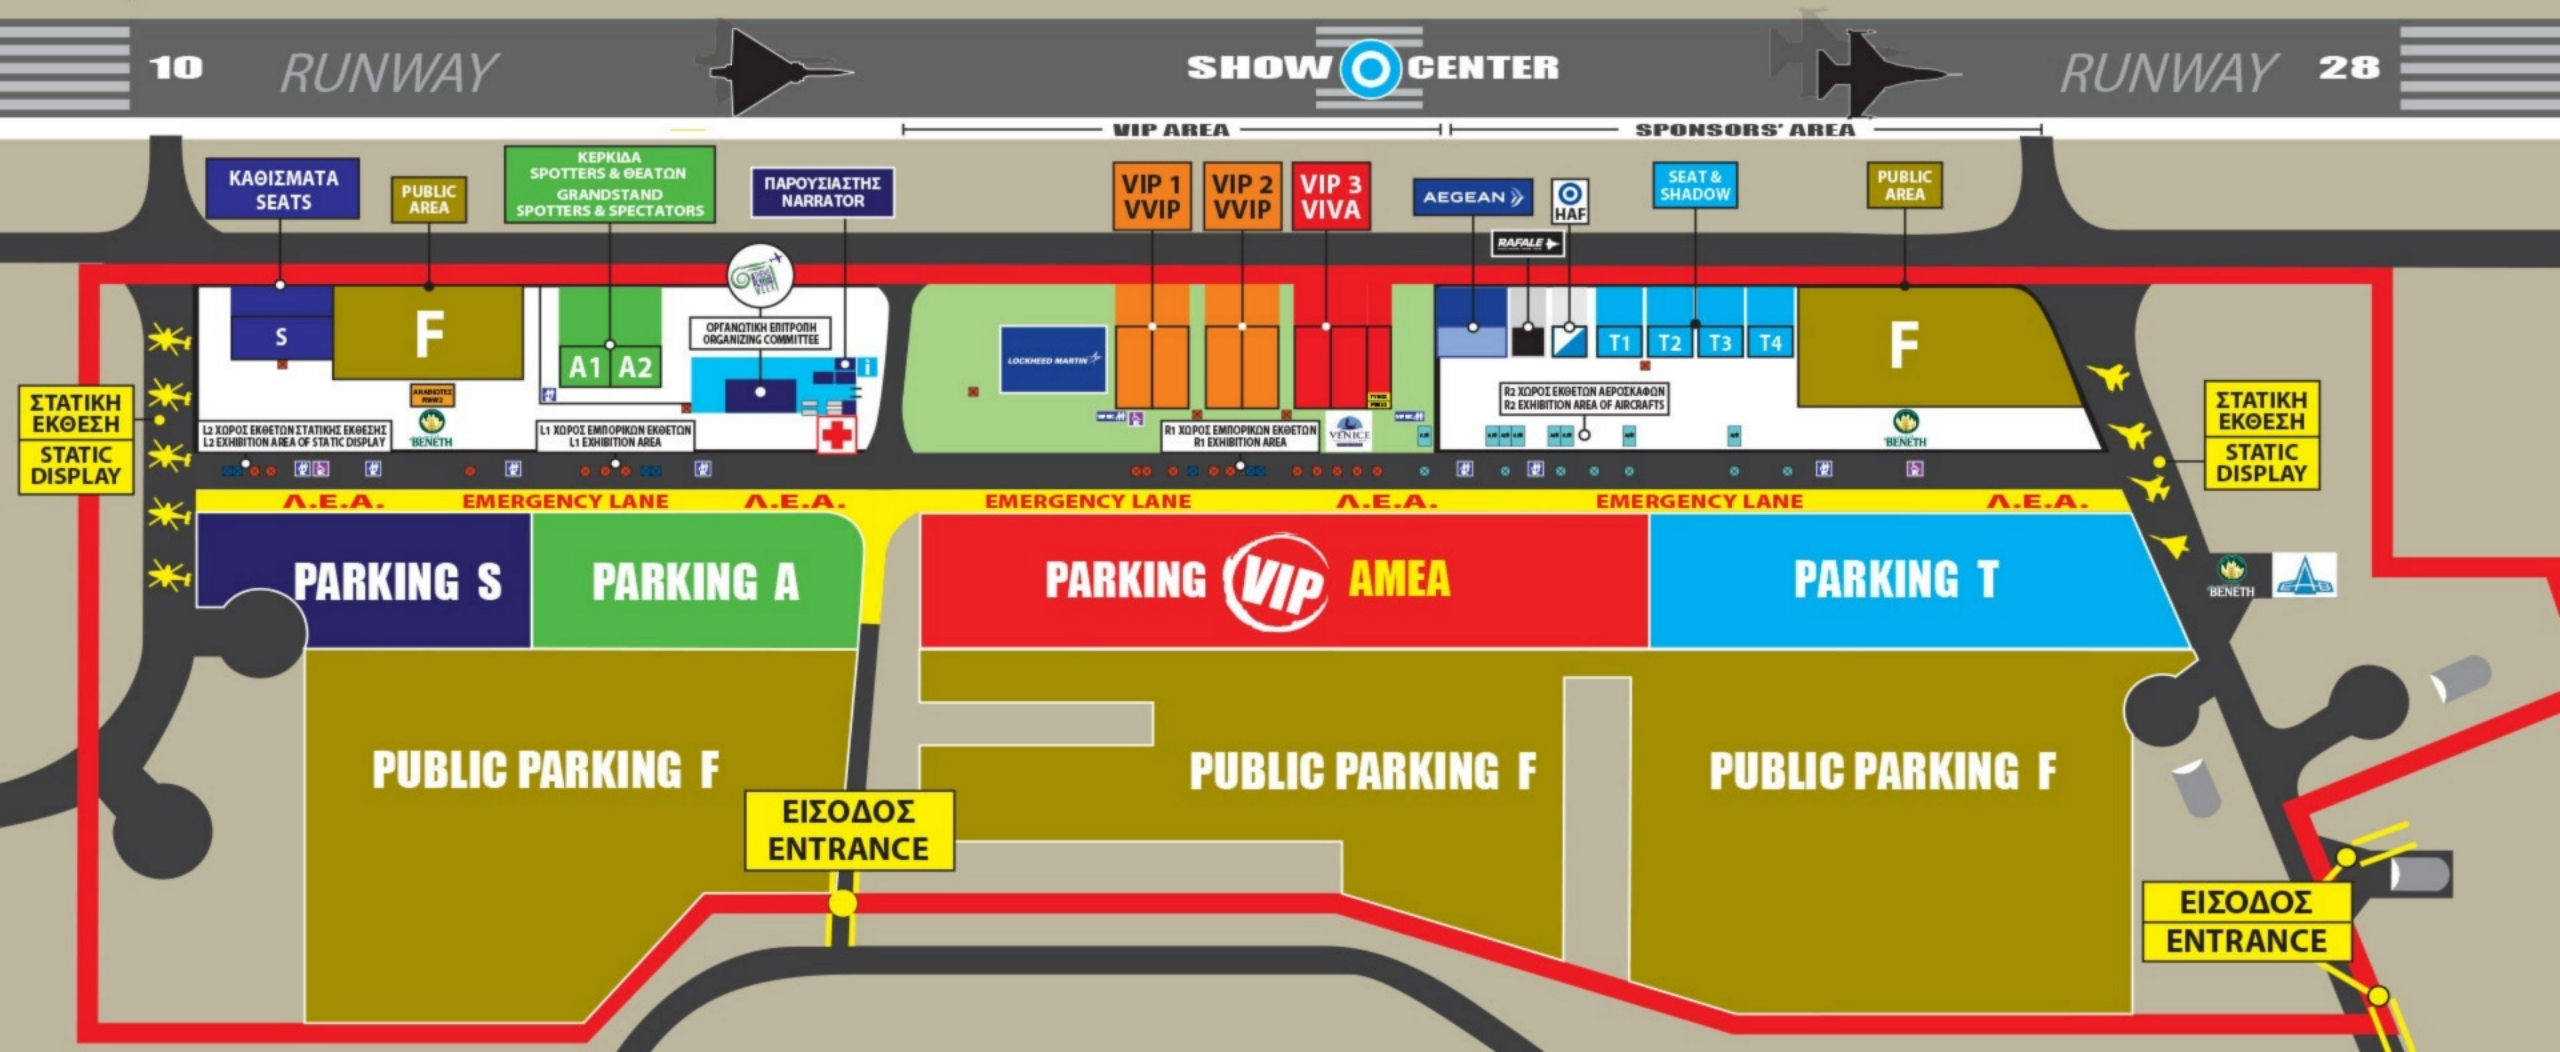 10
RUNWAY
SHOW CENTER
RUNWAY
28
VIP AREA
SPONSORS' AREA
ΚΑΘΙΣΜΑΤΑ
SEATS
PUBLIC
AREA
ΚΕΡΚΙΔΑ
SPOTTERS & ΘΕΑΤΩΝ
GRANDSTAND
SPOTTERS & SPECTATORS
ΠΑΡΟΥΣΙΑΣΤΗΣ
NARRATOR
VIP 1
VVIP
VIP 2
VVIP
VIP 3
VIVA
AEGEAN
HAF
RAFALE
SEAT &
SHADOW
PUBLIC
AREA
S
F
A1
A2
ΟΡΓΑΝΩΤΙΚΗ ΕΠΙΤΡΟΠΗ
ORGANIZING COMMITTEE
i
LOCKHEED MARTIN
T1
T2
T3
T4
F
ΣΤΑΤΙΚΗ
ΕΚΘΕΣΗ
STATIC
DISPLAY
BENETH
L2 ΧΩΡΟΣ ΕΚΘΕΤΩΝ ΣΤΑΤΙΚΗΣ ΕΚΘΕΣΗΣ
L2 EXHIBITION AREA OF STATIC DISPLAY
L1 ΧΩΡΟΣ ΕΜΠΟΡΙΚΩΝ ΕΚΘΕΤΩΝ
L1 EXHIBITION AREA
R1 ΧΩΡΟΣ ΕΜΠΟΡΙΚΩΝ ΕΚΘΕΤΩΝ
R1 EXHIBITION AREA
VENICE
R2 ΧΩΡΟΣ ΕΚΘΕΤΩΝ ΑΕΡΟΣΚΑΦΩΝ
R2 EXHIBITION AREA OF AIRCRAFTS
BENETH
ΣΤΑΤΙΚΗ
ΕΚΘΕΣΗ
STATIC
DISPLAY
Λ.Ε.Α.
EMERGENCY LANE
Λ.Ε.Α.
EMERGENCY LANE
Λ.Ε.Α.
EMERGENCY LANE
Λ.Ε.Α.
PARKING S
PARKING A
PARKING VIP ΑΜΕΑ
PARKING T
BENETH
ΕΑΒ
PUBLIC PARKING F
PUBLIC PARKING F
PUBLIC PARKING F
ΕΙΣΟΔΟΣ
ENTRANCE
ΕΙΣΟΔΟΣ
ENTRANCE